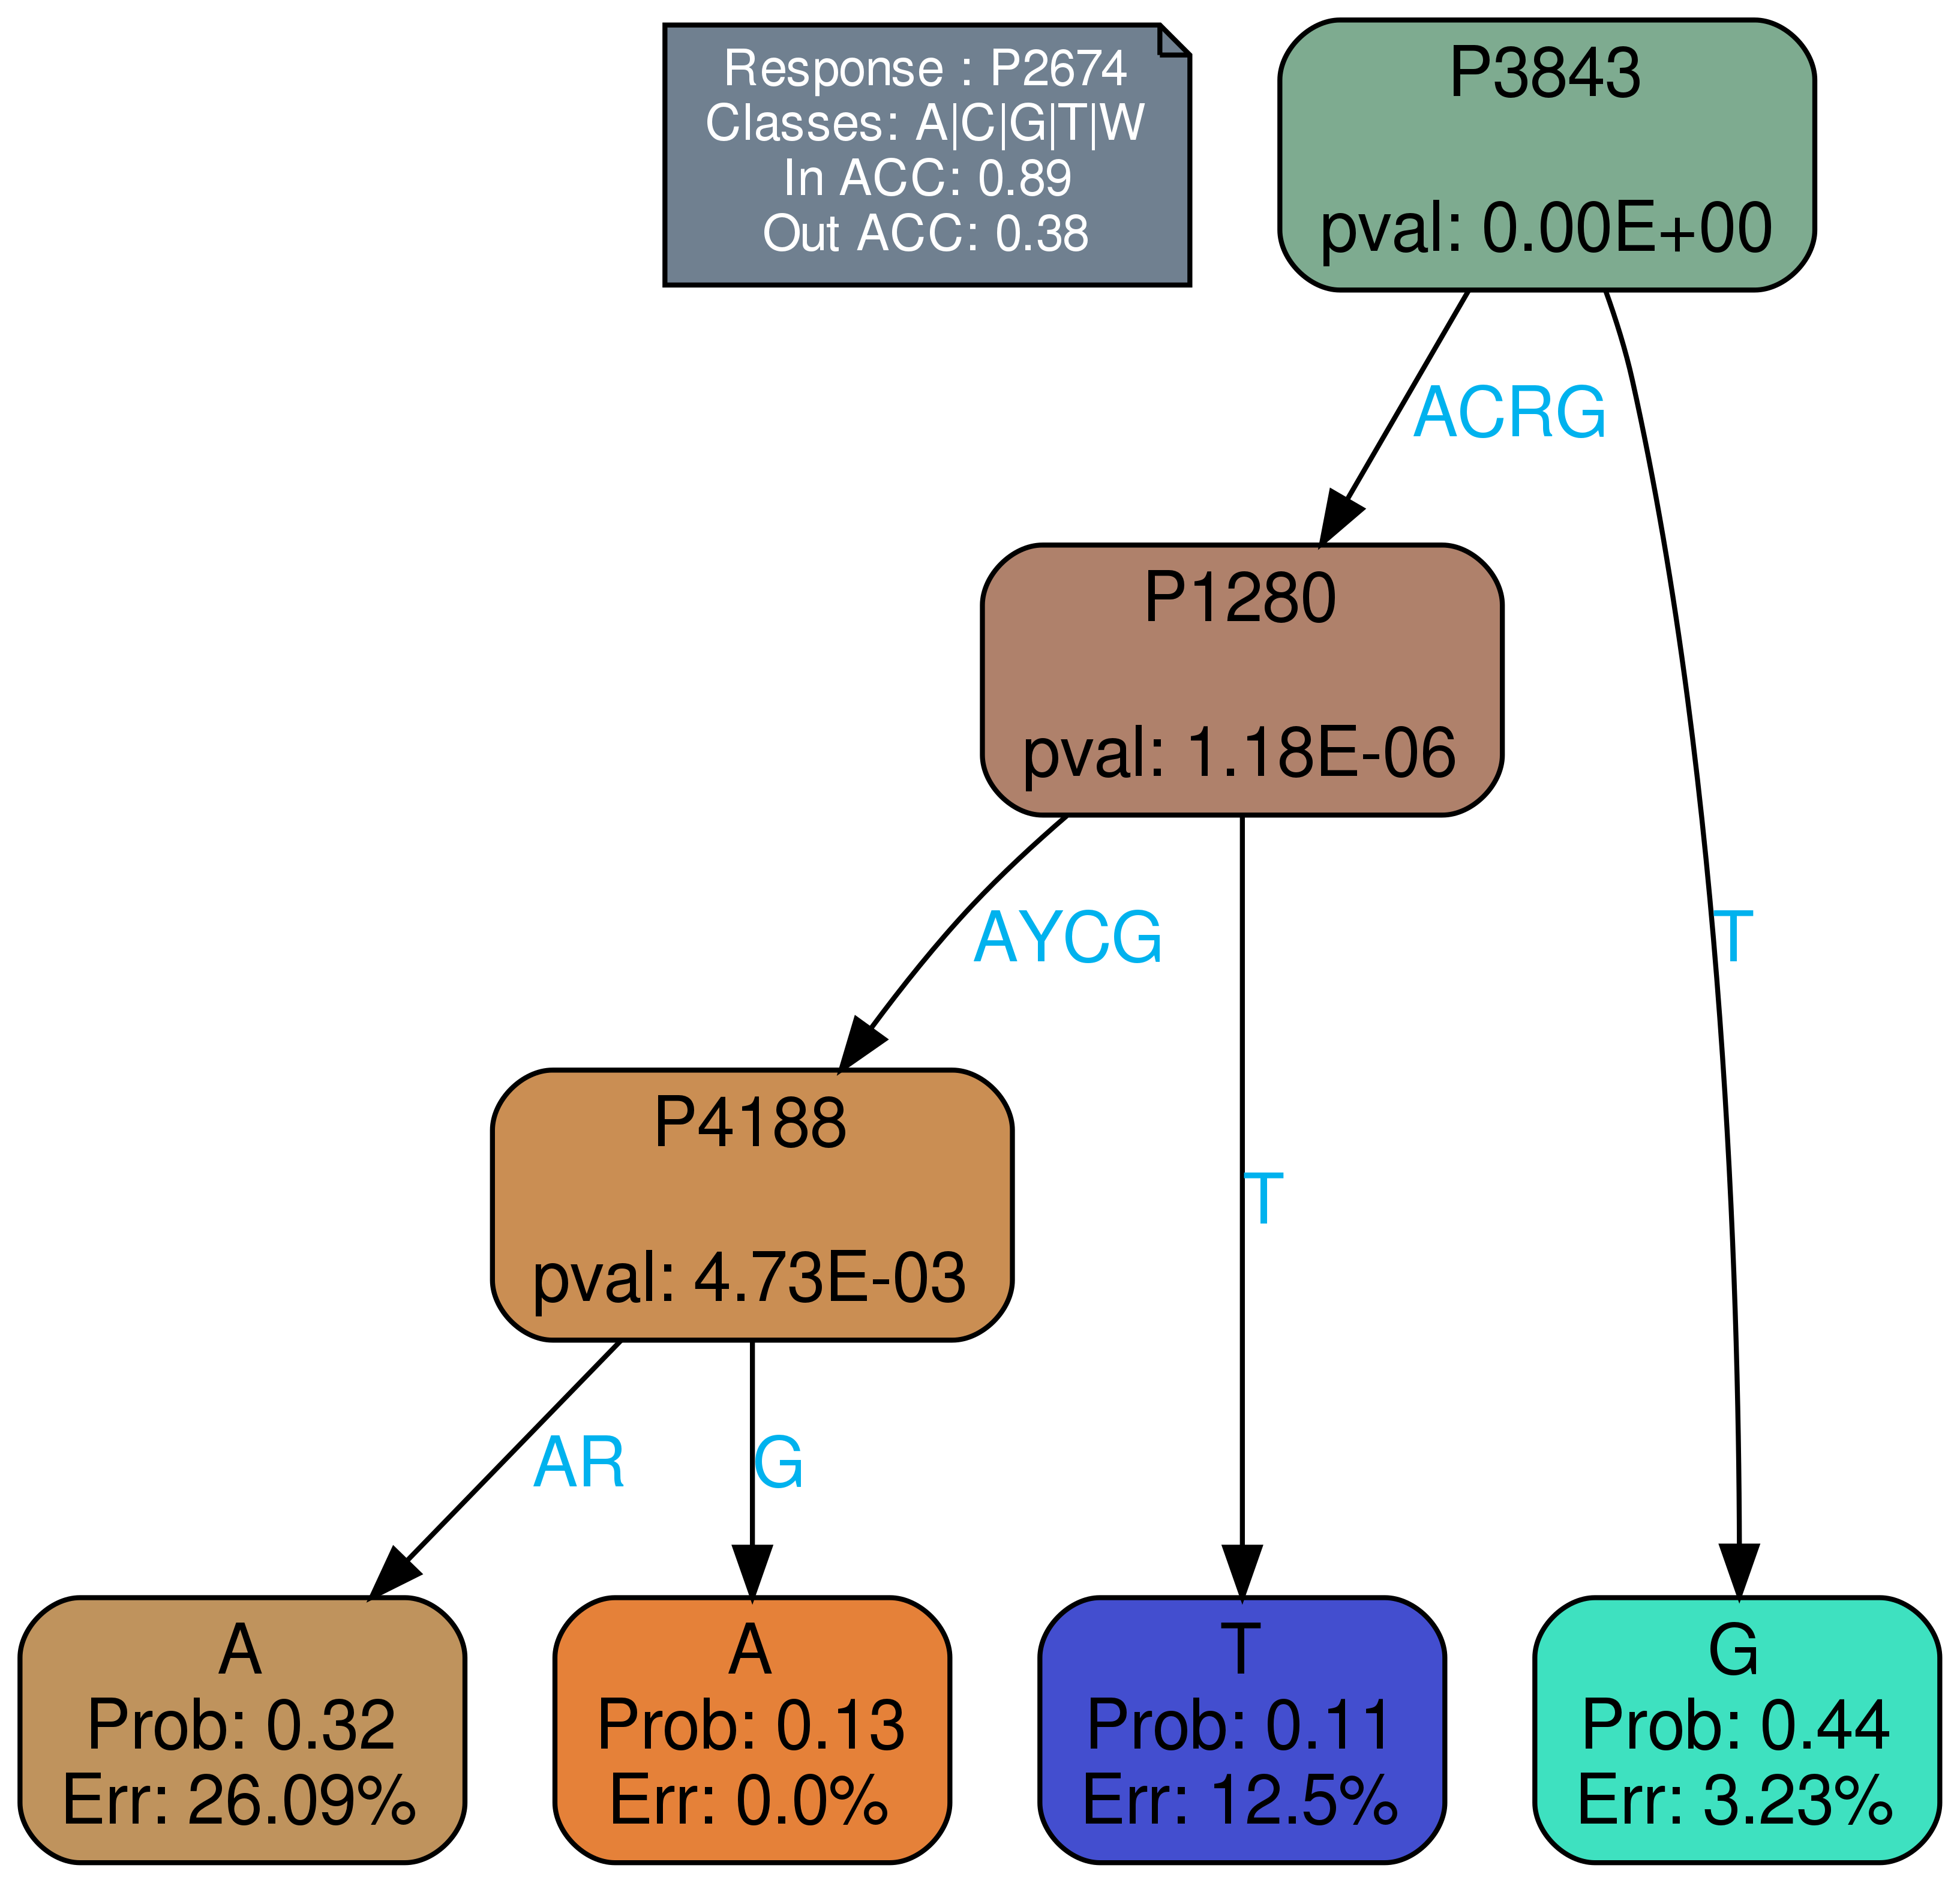 Response : P2674
Classes: A|C|G|T|W
In ACC: 0.89
Out ACC: 0.38
P3843
pval: 0.00E+00
ACRG
P1280
pval: 1.18E-06
AYCG
T
P4188
pval: 4.73E-03
T
AR
G
A
Prob: 0.32
Err: 26.09%
A
Prob: 0.13
Err: 0.0%
T
Prob: 0.11
Err: 12.5%
G
Prob: 0.44
Err: 3.23%